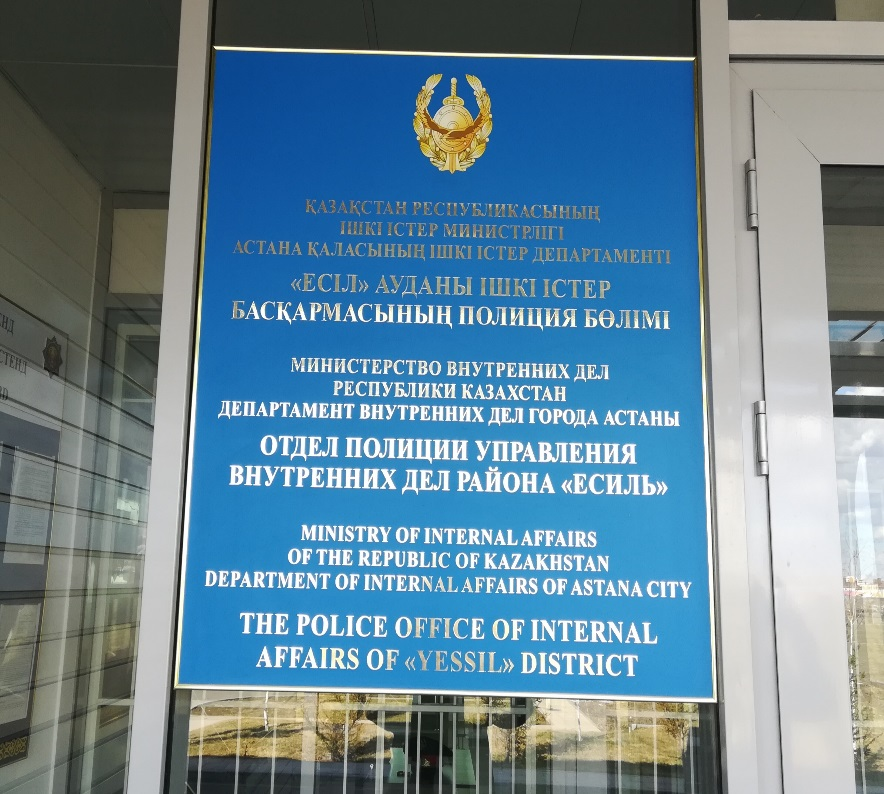 ҚАЗАҚСТАН РЕСПУБЛИКАСЫНЫҢ
ІШКІ ІСТЕР МИНИСТРЛІГІ
АСТАНА ҚАЛАСЫНЫҢ ІШКІ ІСТЕР ДЕПАРТАМЕНТІ
«ЕСІЛ» АУДАНЫ ІШКІ ІСТЕР
БАСҚАРМАСЫНЫҢ ПОЛИЦИЯ БӨЛІМІ
МИНИСТЕРСТВО ВНУТРЕННИХ ДЕЛ
РЕСПУБЛИКИ КАЗАХСТАН
ДЕПАРТАМЕНТ ВНУТРЕННИХ ДЕЛ ГОРОДА АСТАНЫ
ОТДЕЛ ПОЛИЦИИ УПРАВЛЕНИЯ
ВНУТРЕННИХ ДЕЛ РАЙОНА «ЕСИЛЬ»
MINISTRY OF INTERNAL AFFAIRS
OF THE REPUBLIC OF KAZAKHSTAN
DEPARTMENT OF INTERNAL AFFAIRS OF ASTANA CITY
THE POLICE OFFICE OF INTERNAL
AFFAIRS OF «YESSIL» DISTRICT